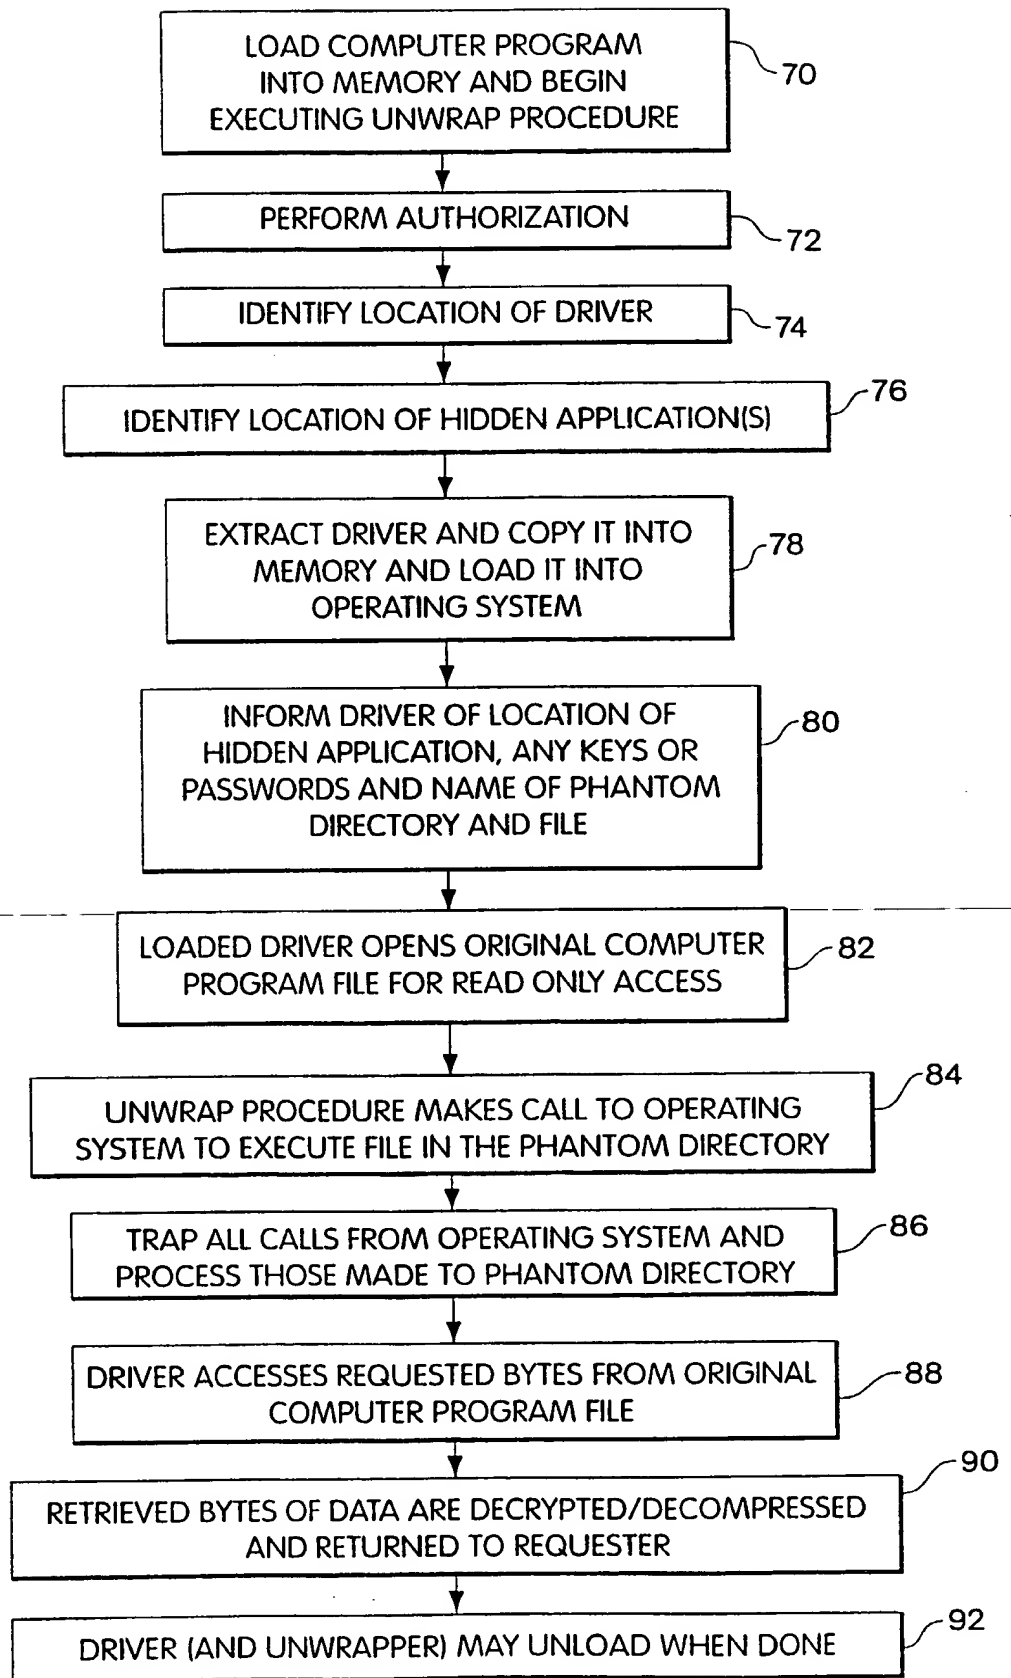 LOAD COMPUTER PROGRAM
INTO MEMORY AND BEGIN
EXECUTING UNWRAP PROCEDURE
70
PERFORM AUTHORIZATION
72
IDENTIFY LOCATION OF DRIVER
74
IDENTIFY LOCATION OF HIDDEN APPLICATION(S)
76
EXTRACT DRIVER AND COPY IT INTO
MEMORY AND LOAD IT INTO
OPERATING SYSTEM
78
INFORM DRIVER OF LOCATION OF
HIDDEN APPLICATION, ANY KEYS OR
PASSWORDS AND NAME OF PHANTOM
DIRECTORY AND FILE
80
LOADED DRIVER OPENS ORIGINAL COMPUTER
PROGRAM FILE FOR READ ONLY ACCESS
82
UNWRAP PROCEDURE MAKES CALL TO OPERATING
SYSTEM TO EXECUTE FILE IN THE PHANTOM DIRECTORY
84
TRAP ALL CALLS FROM OPERATING SYSTEM AND
PROCESS THOSE MADE TO PHANTOM DIRECTORY
86
DRIVER ACCESSES REQUESTED BYTES FROM ORIGINAL
COMPUTER PROGRAM FILE
88
RETRIEVED BYTES OF DATA ARE DECRYPTED/DECOMPRESSED
AND RETURNED TO REQUESTER
90
DRIVER (AND UNWRAPPER) MAY UNLOAD WHEN DONE
92